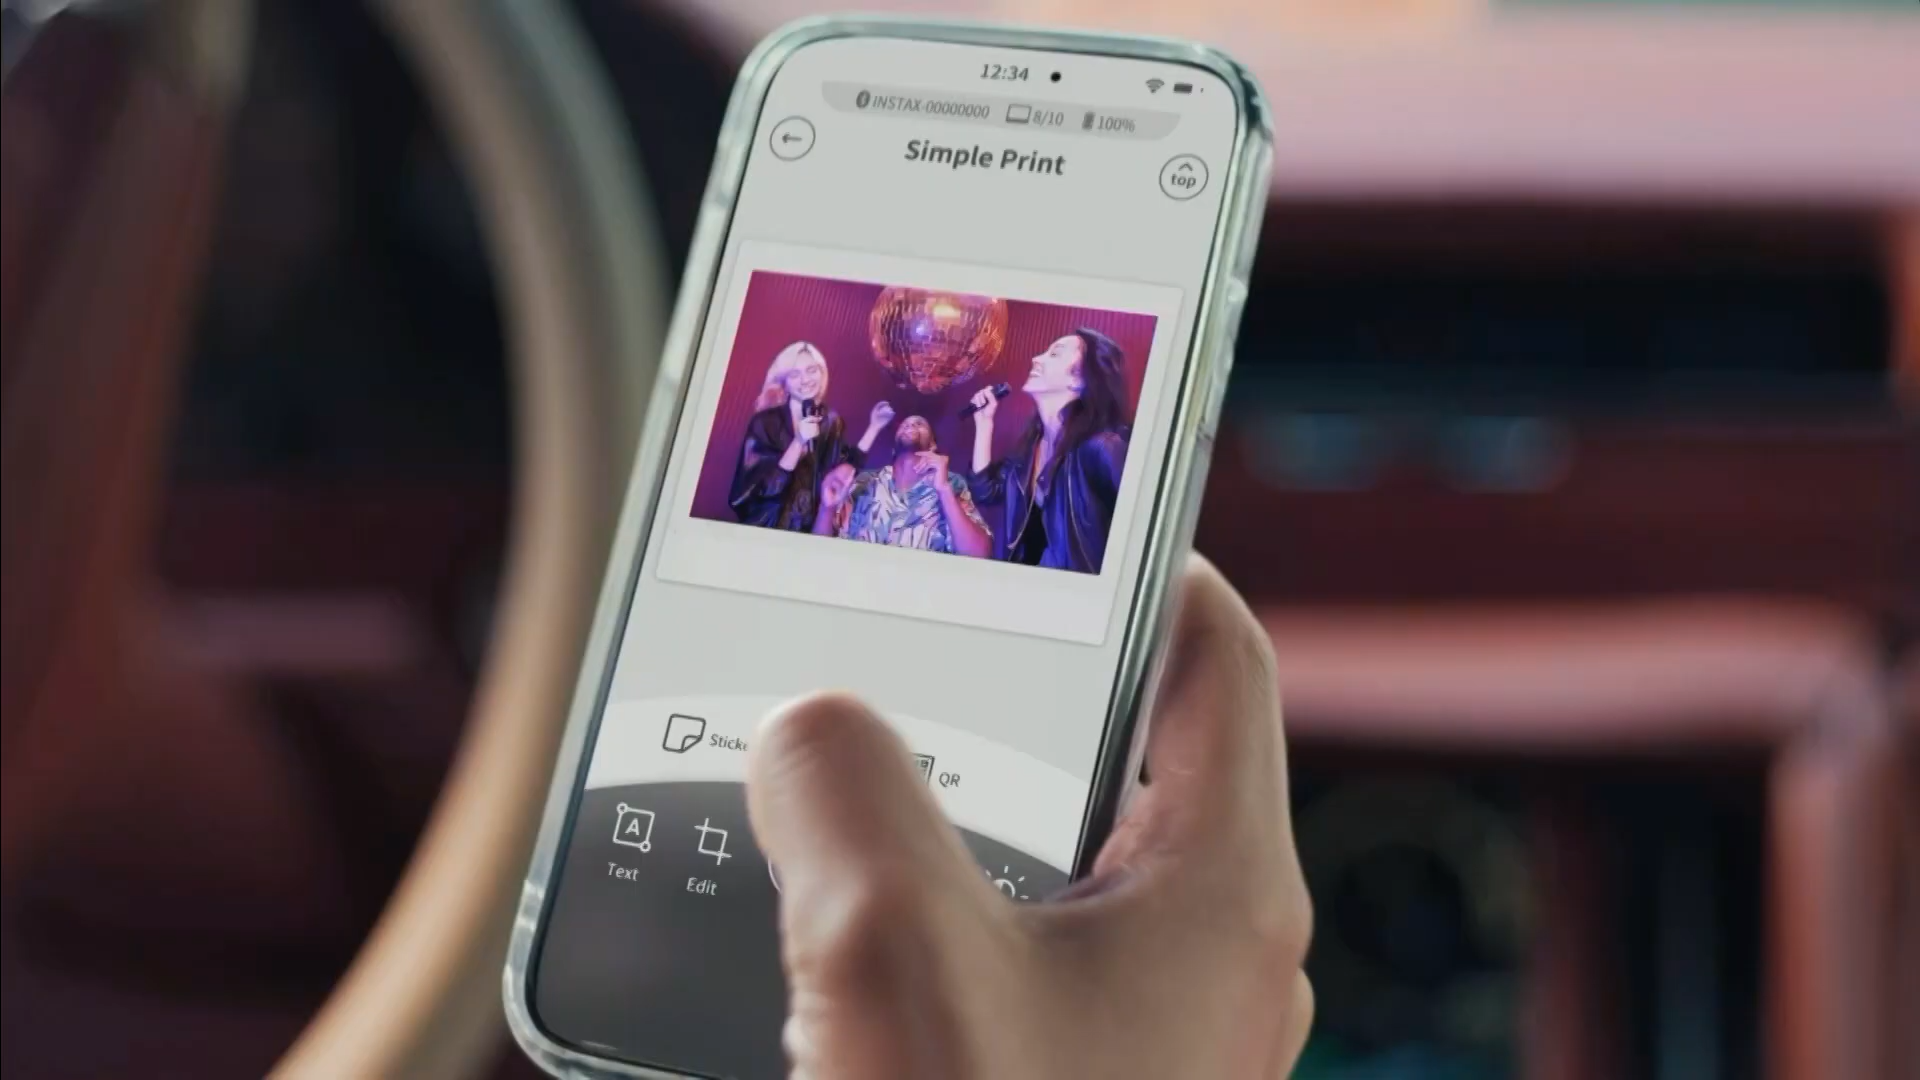 12:34
INSTAX-00000000 8/10 100%
Simple Print
top
QR
A
Text
Edit